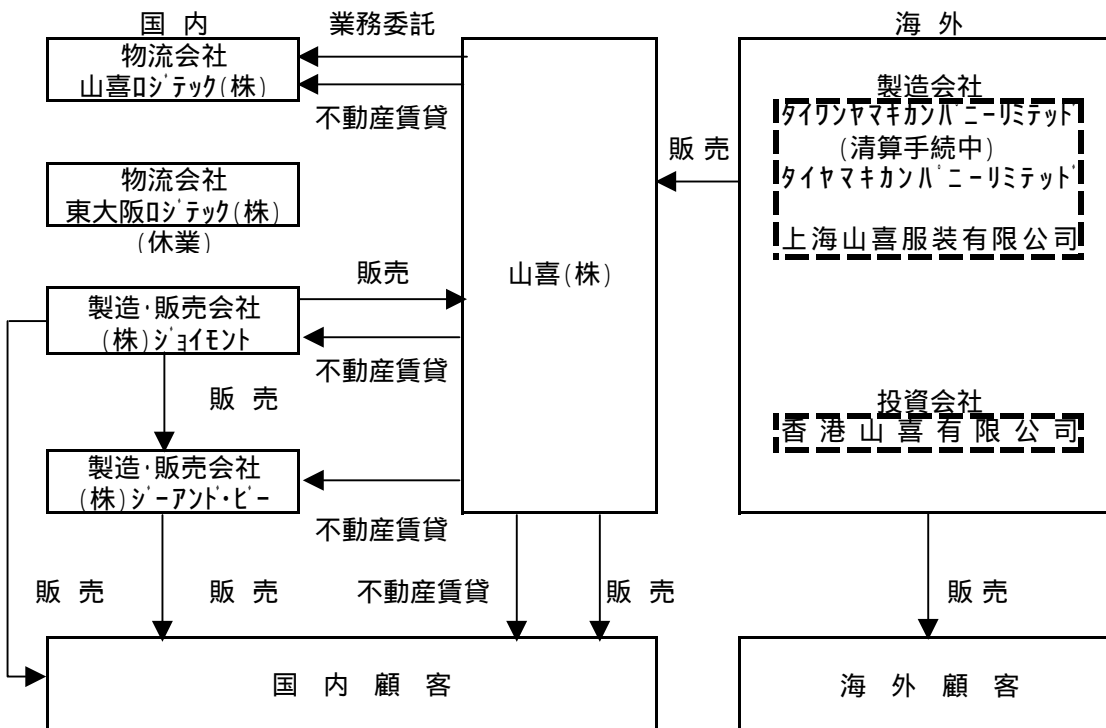 国 内
業務委託
海 外
物流会社
山喜ﾛｼﾞﾃｯｸ(株)
不動産賃貸
物流会社
東大阪ﾛｼﾞﾃｯｸ(株)
(休業)
販売
製造･販売会社
(株)ｼﾞｮｲﾓﾝﾄ
不動産賃貸
販 売
製造･販売会社
(株)ｼﾞｰｱﾝﾄﾞ･ﾋﾞｰ
不動産賃貸
山喜(株)
販 売
製造会社
ﾀｲﾜﾝﾔﾏｷｶﾝﾊﾟﾆｰﾘﾐﾃｯﾄﾞ
(清算手続中)
ﾀｲﾔﾏｷｶﾝﾊﾟﾆｰﾘﾐﾃｯﾄﾞ
上海山喜服装有限公司
投資会社
香港山喜有限公司
販 売
販 売
不動産賃貸
販 売
販 売
国 内 顧 客
海 外 顧 客